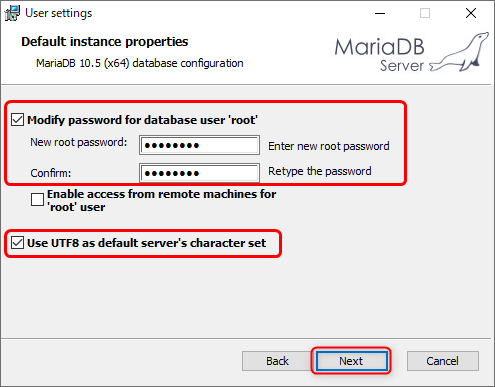 User settings
Default instance properties
MariaDB 10.5 (x64) database configuration
MariaDB
Server
Modify password for database user 'root'
New root password:
●●●●●●●●
Enter new root password
Confirm:
●●●●●●●●
Retype the password
Enable access from remote machines for
'root' user
Use UTF8 as default server's character set
Back
Next
Cancel